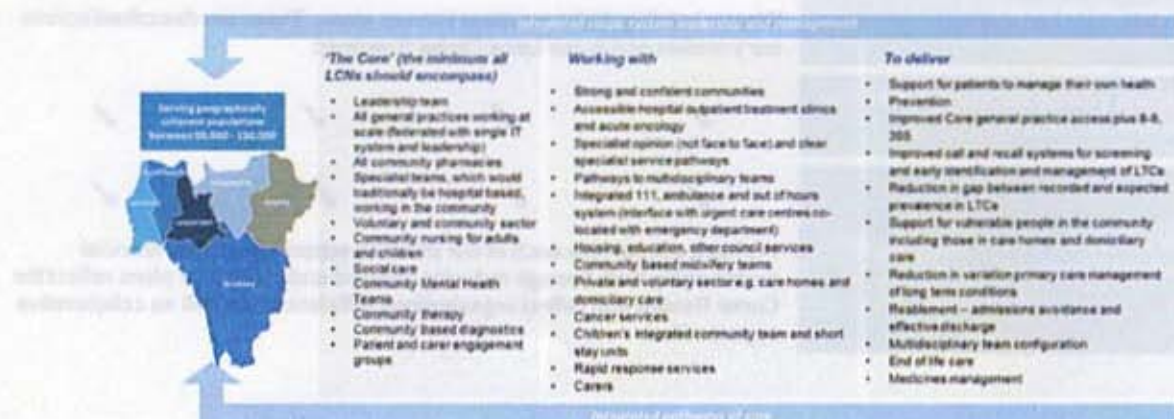 Serving geographically
coherent populations
between 50,000 - 150,000
Bromley
'The Core' (the minimum all
LCNs should encompass)
• Leadership team
• All general practices working at
scale (federated with single IT
system and leadership)
• All community pharmacies
• Specialist teams, which would
traditionally be hospital based,
working in the community
• Voluntary and community sector
• Community nursing for adults
and children
• Social care
• Community Mental Health
Teams
• Community therapy
• Community based diagnostics
• Patient and carer engagement
groups
Working with
• Strong and confident communities
• Accessible hospital outpatient treatment clinics
and acute oncology
• Specialist opinion (not face to face) and clear
specialist service pathways
• Pathways to multidisciplinary teams
• Integrated 111, ambulance and out of hours
system (interface with urgent care centres co-
located with emergency department)
• Housing, education, other council services
• Community based midwifery teams
• Private and voluntary sector e.g. care homes and
domiciliary care
• Cancer services
• Children's integrated community team and short
stay units
• Rapid response services
• Carers
To deliver
• Support for patients to manage their own health
• Prevention
• Improved Core general practice access plus 8-8,
365
• Improved call and recall systems for screening
and early identification and management of LTCs
• Reduction in gap between recorded and expected
prevalence in LTCs
• Support for vulnerable people in the community
including those in care homes and domiciliary
care
• Reduction in variation primary care management
of long term conditions
• Reablement – admissions avoidance and
effective discharge
• Multidisciplinary team configuration
• End of life care
• Medicines management
Integrated pathways of care